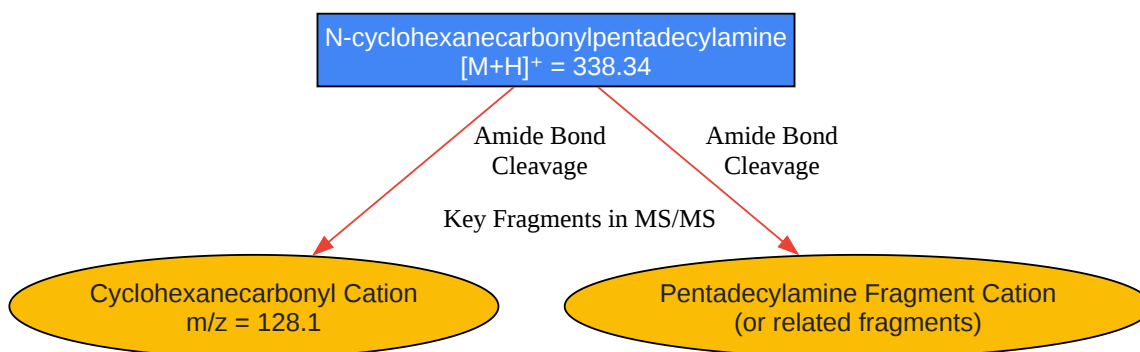 N-cyclohexanecarbonylpentadecylamine
[M+H]⁺ = 338.34
Amide Bond
Cleavage
Amide Bond
Cleavage
Key Fragments in MS/MS
Cyclohexanecarbonyl Cation
m/z = 128.1
Pentadecylamine Fragment Cation
(or related fragments)